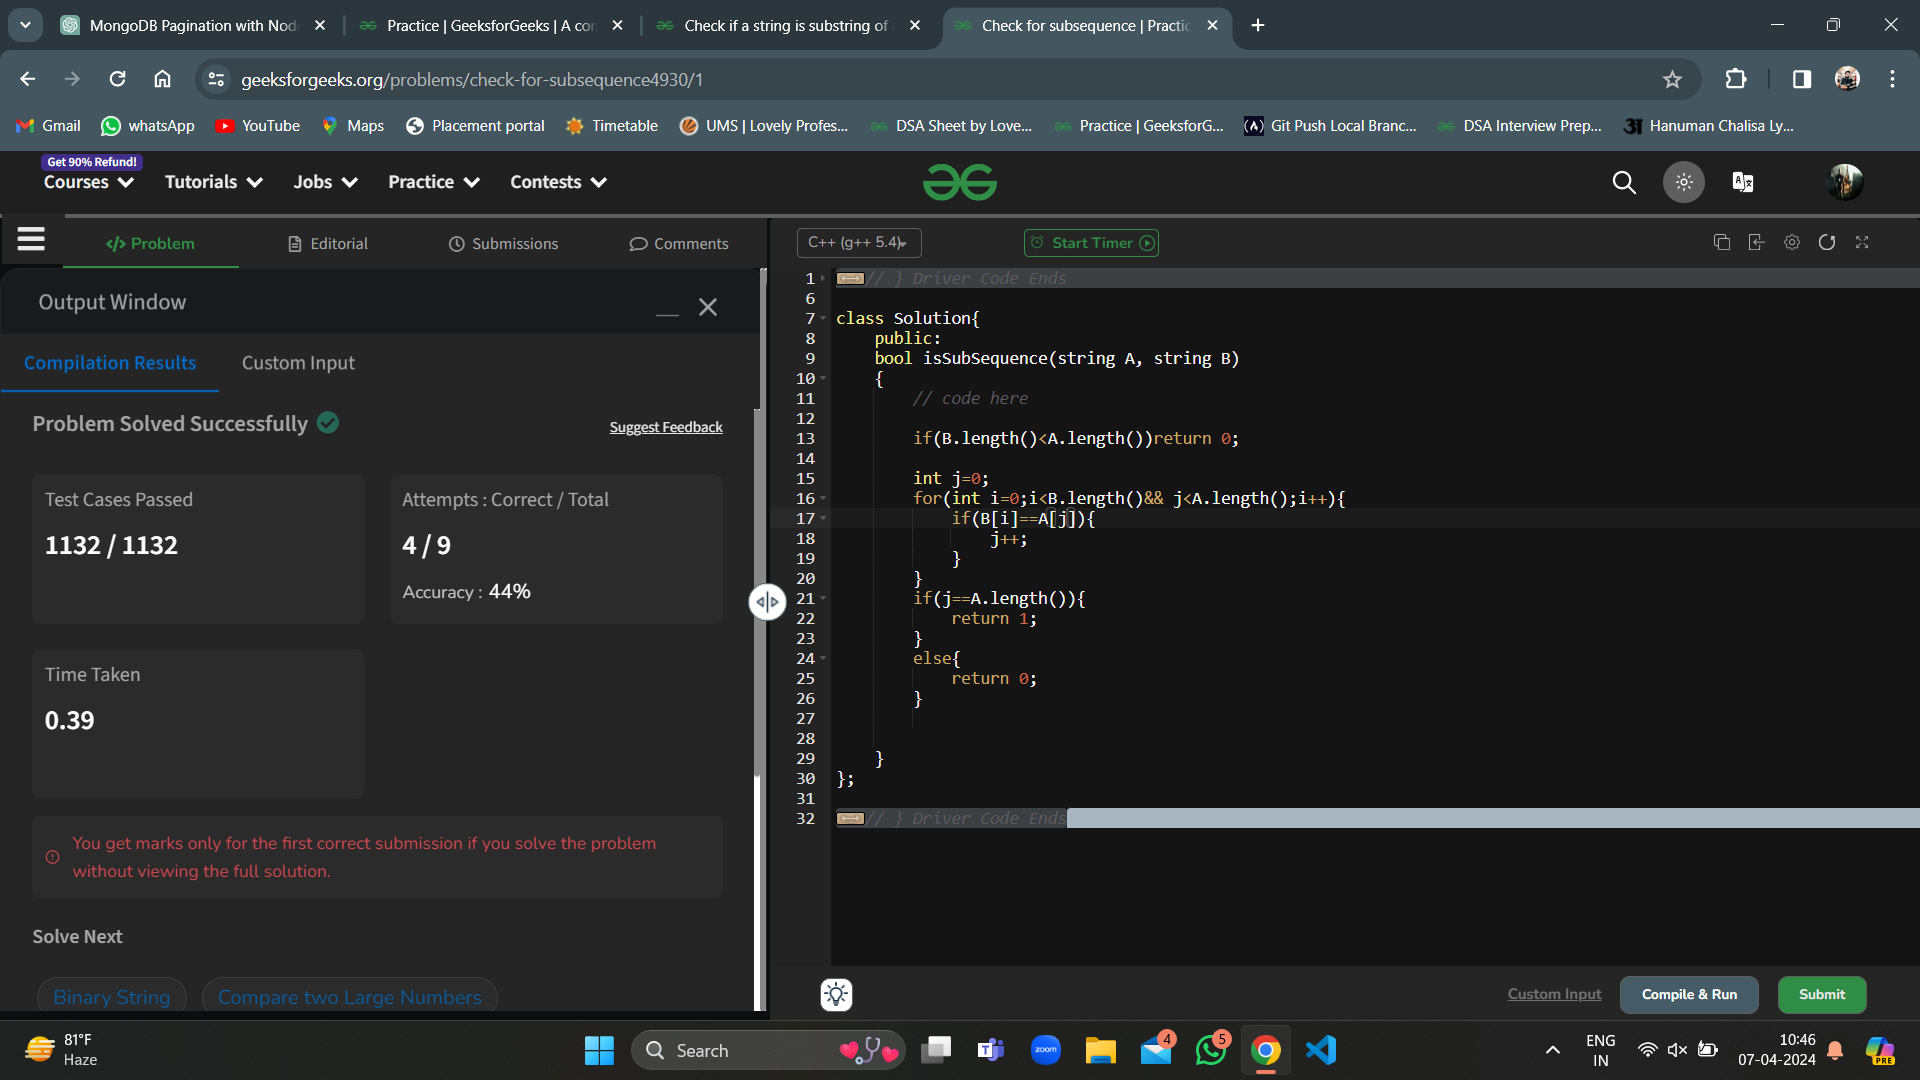 MongoDB Pagination with Nod
Practice | GeeksforGeeks | A co
Check if a string is substring of
Check for subsequence | Practic
geeksforgeeks.org/problems/check-for-subsequence4930/1
Gmail
whatsApp
YouTube
Maps
Placement portal
Timetable
UMS | Lovely Profes...
DSA Sheet by Love...
Practice | GeeksforG...
Git Push Local Branc...
DSA Interview Prep...
Hanuman Chalisa Ly...
Get 90% Refund!
Courses
Tutorials
Jobs
Practice
Contests
</> Problem
Editorial
Submissions
Comments
C++ (g++ 5.4)
Start Timer
Output Window
Compilation Results
Custom Input
Problem Solved Successfully
Suggest Feedback
Test Cases Passed
1132 / 1132
Attempts : Correct / Total
4 / 9
Accuracy : 44%
Time Taken
0.39
You get marks only for the first correct submission if you solve the problem
without viewing the full solution.
Solve Next
Binary String
Compare two Large Numbers
1 // } Driver Code Ends
6
7 class Solution{
8 public:
9 bool isSubSequence(string A, string B)
10 {
11 // code here
12
13 if(B.length()<A.length())return 0;
14
15 int j=0;
16 for(int i=0;i<B.length()&& j<A.length();i++){
17 if(B[i]==A[j]){
18 j++;
19 }
20 }
21 if(j==A.length()){
22 return 1;
23 }
24 else{
25 return 0;
26 }
27
28
29 }
30 };
31
32 // } Driver Code Ends
Custom Input
Compile & Run
Submit
81°F
Haze
Search
zoom
4
5
ENG
IN
10:46
07-04-2024
PRE